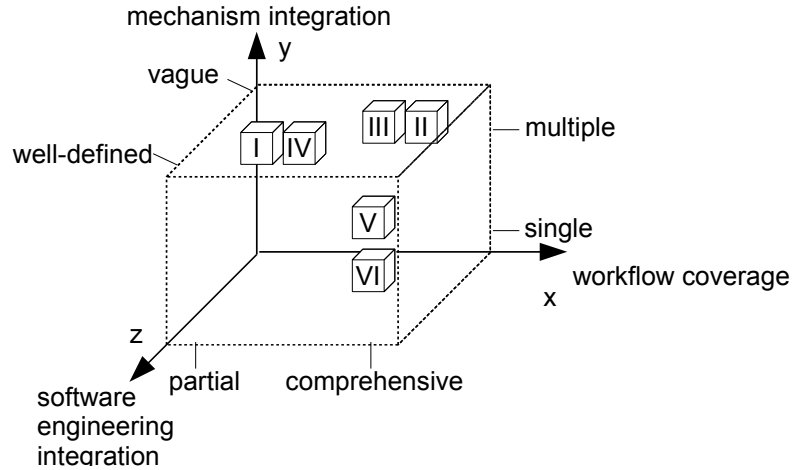 mechanism integration
y
vague
III II
multiple
I IV
well-defined
V
single
VI
workflow coverage
x
z
partial comprehensive
software
engineering
integration